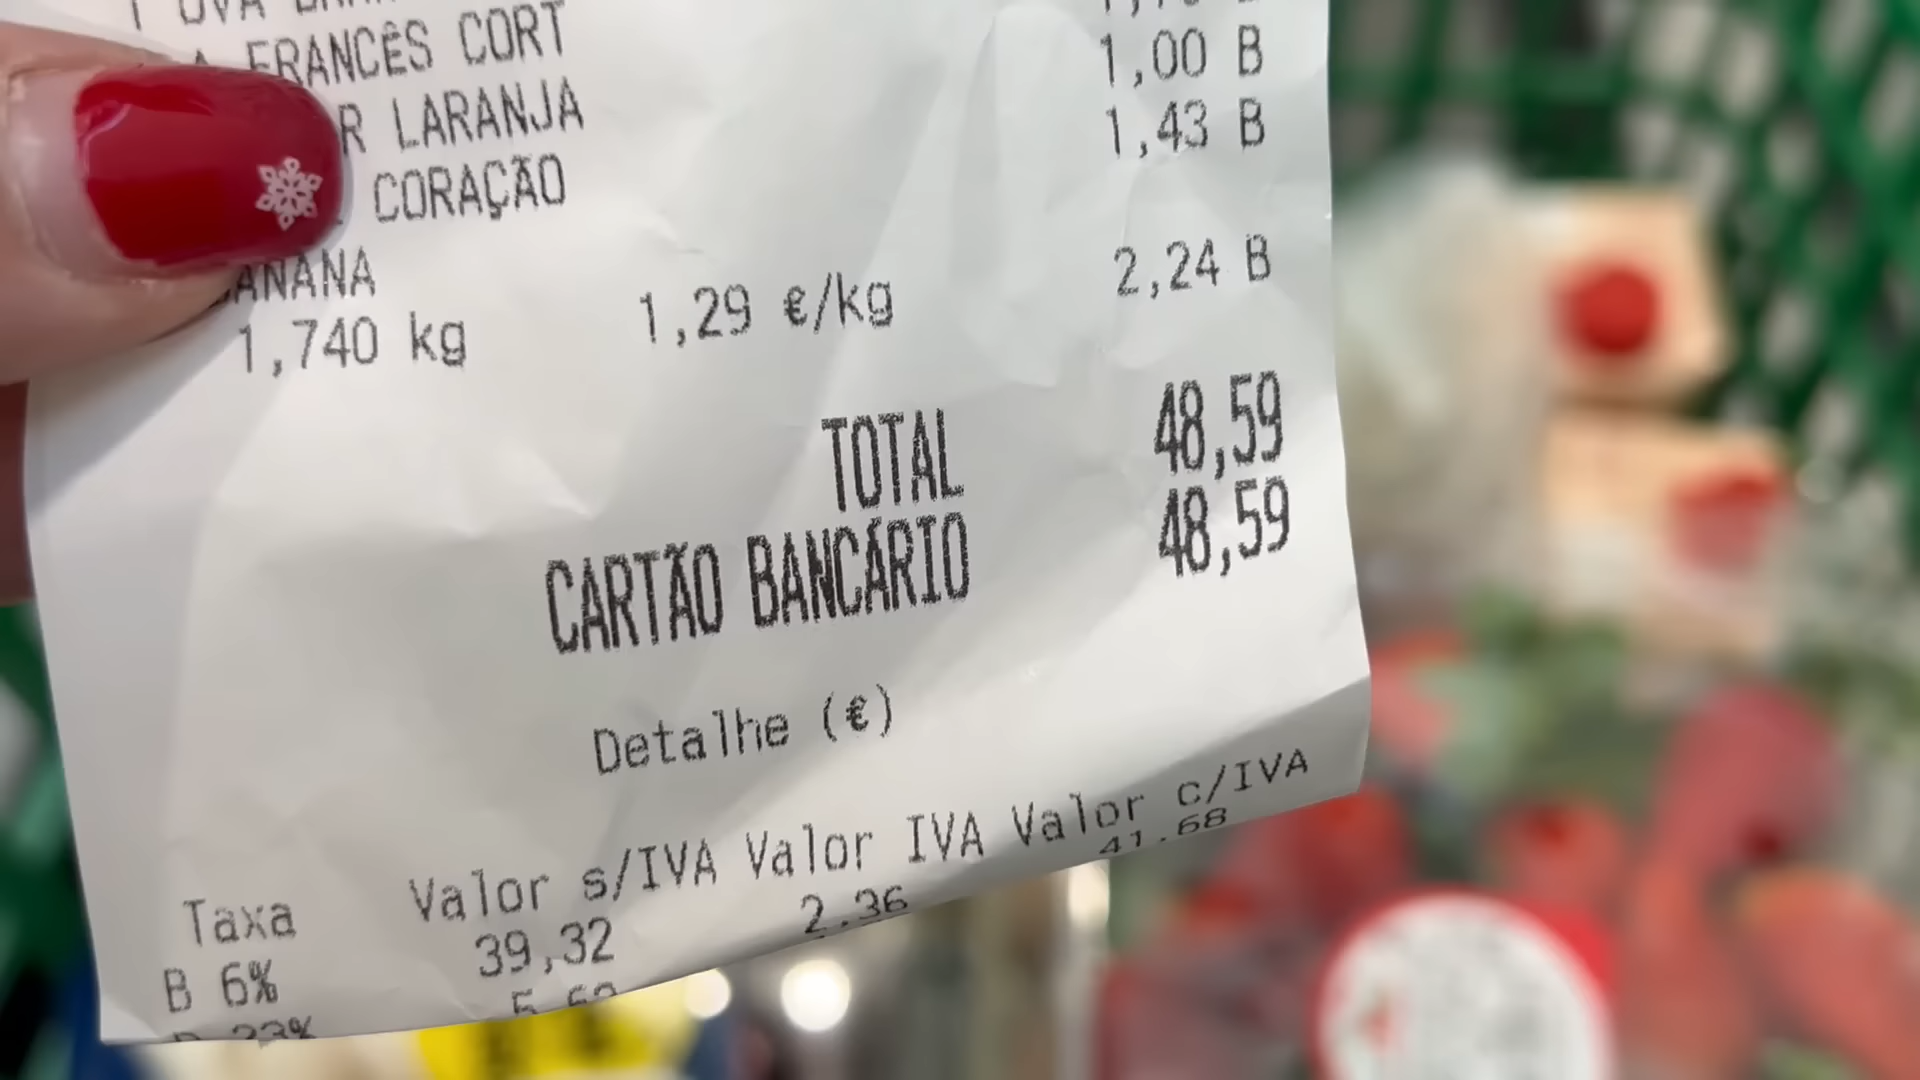 FRANCÊS CORT 1,00 B
R LARANJA 1,43 B
CORAÇÃO
ANANA 2,24 B
1,740 kg 1,29 €/kg
TOTAL 48,59
CARTÃO BANCÁRIO 48,59
Detalhe (€)
Taxa Valor s/IVA Valor IVA Valor c/IVA
B 6% 39,32 2.36 41.68
23%